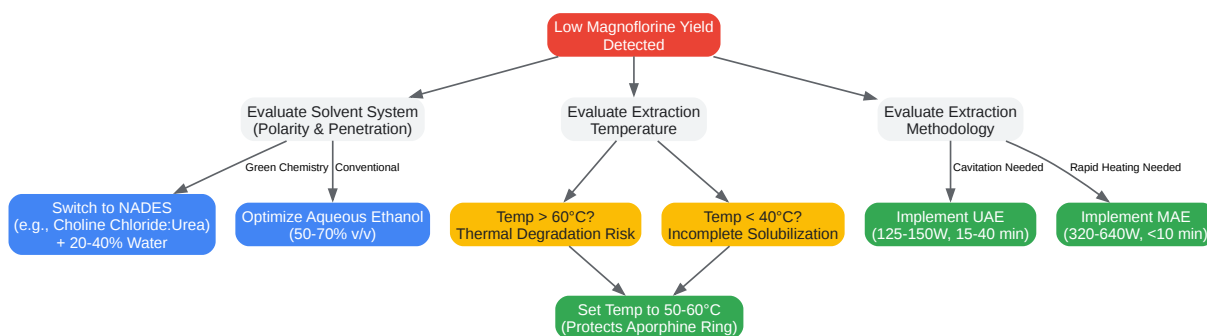 Low Magnoflorine Yield
Detected
Evaluate Solvent System
(Polarity & Penetration)
Evaluate Extraction
Temperature
Evaluate Extraction
Methodology
Green Chemistry
Conventional
Cavitation Needed
Rapid Heating Needed
Switch to NADES
(e.g., Choline Chloride:Urea)
+ 20-40% Water
Optimize Aqueous Ethanol
(50-70% v/v)
Temp > 60°C?
Thermal Degradation Risk
Temp < 40°C?
Incomplete Solubilization
Implement UAE
(125-150W, 15-40 min)
Implement MAE
(320-640W, <10 min)
Set Temp to 50-60°C
(Protects Aporphine Ring)